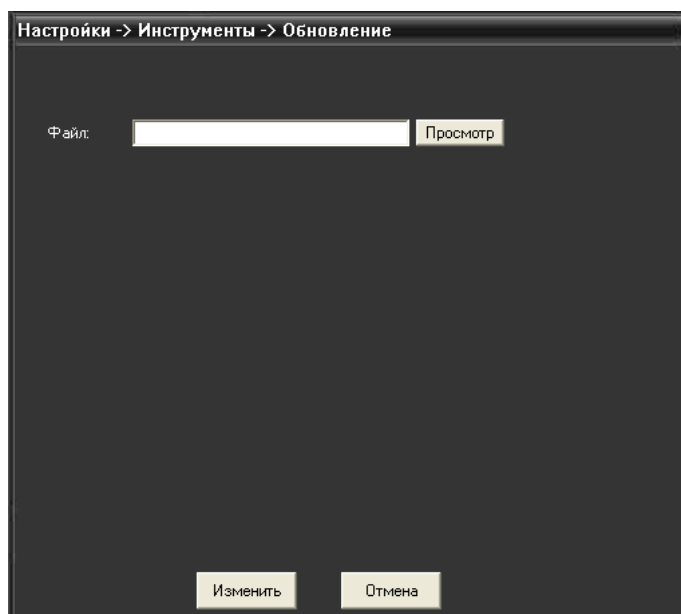 Настройки -> Инструменты -> Обновление
Файл:
Просмотр
Изменить
Отмена